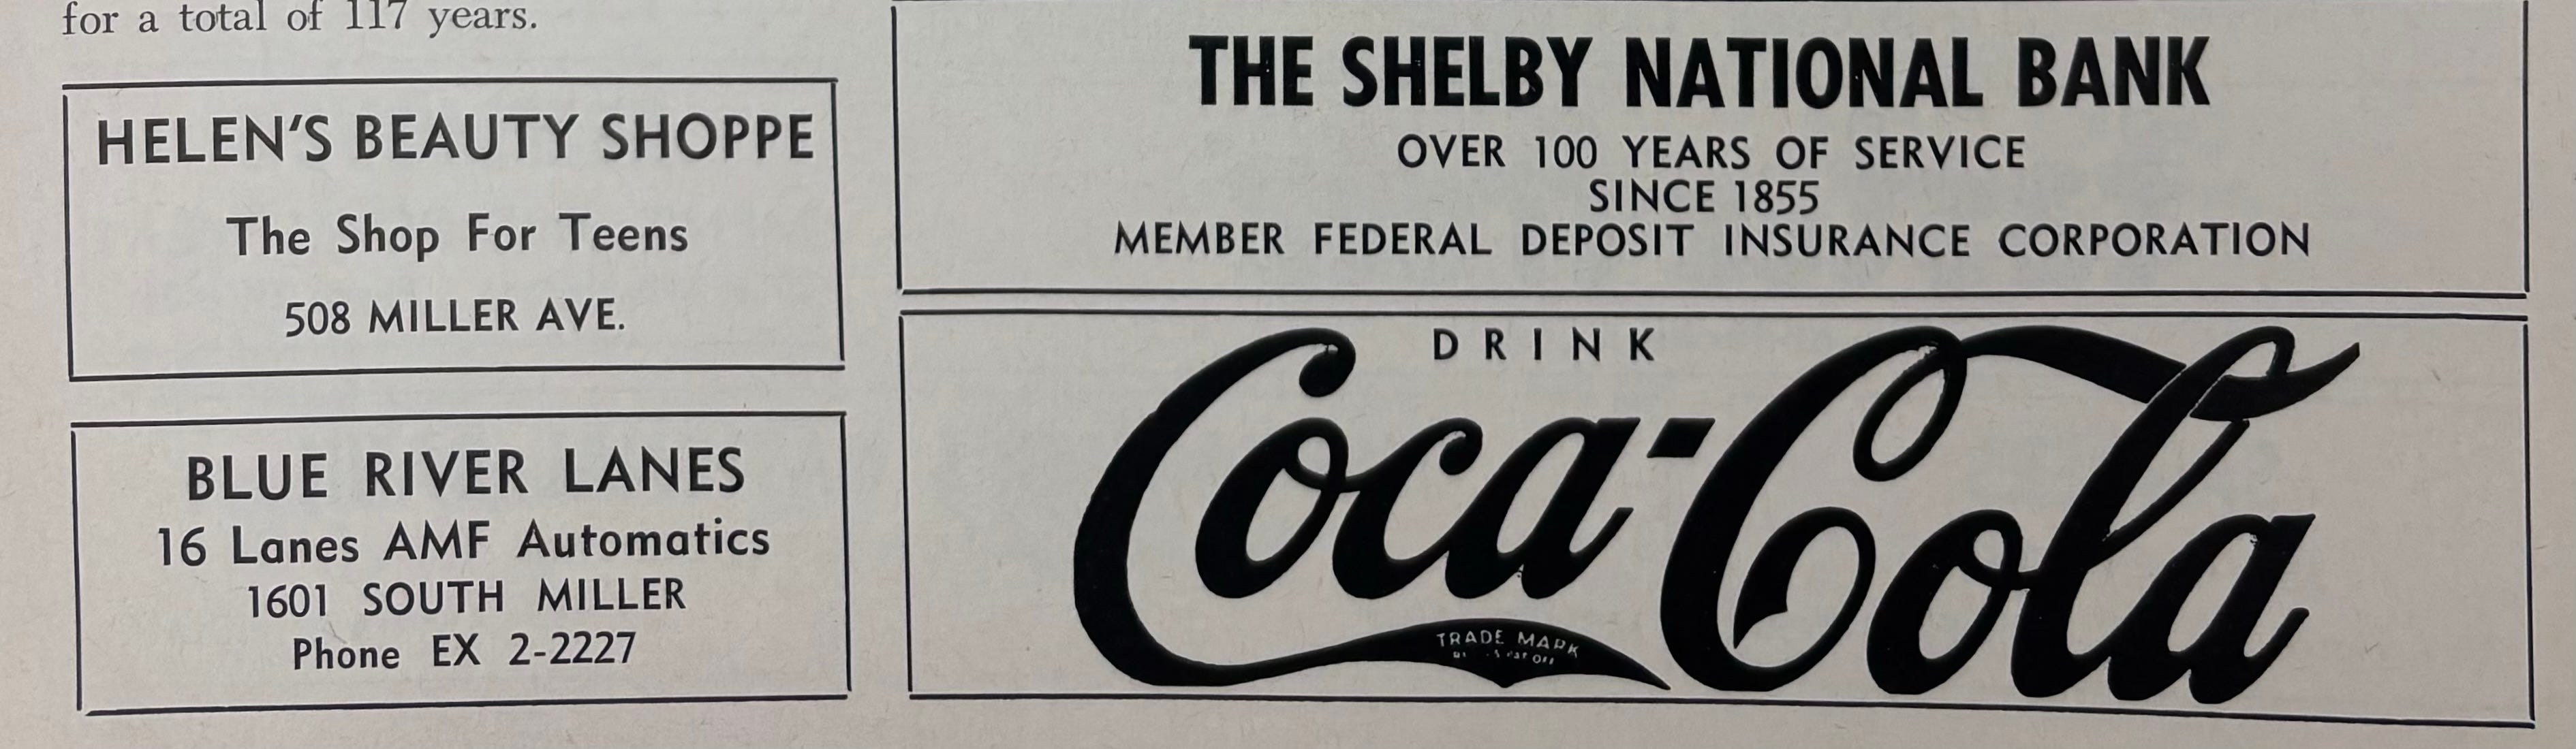 for a total of 117 years.
HELEN'S BEAUTY SHOPPE
The Shop For Teens
508 MILLER AVE.
BLUE RIVER LANES
16 Lanes AMF Automatics
1601 SOUTH MILLER
Phone EX 2-2227
THE SHELBY NATIONAL BANK
OVER 100 YEARS OF SERVICE
SINCE 1855
MEMBER FEDERAL DEPOSIT INSURANCE CORPORATION
DRINK
Coca-Cola
TRADE MARK